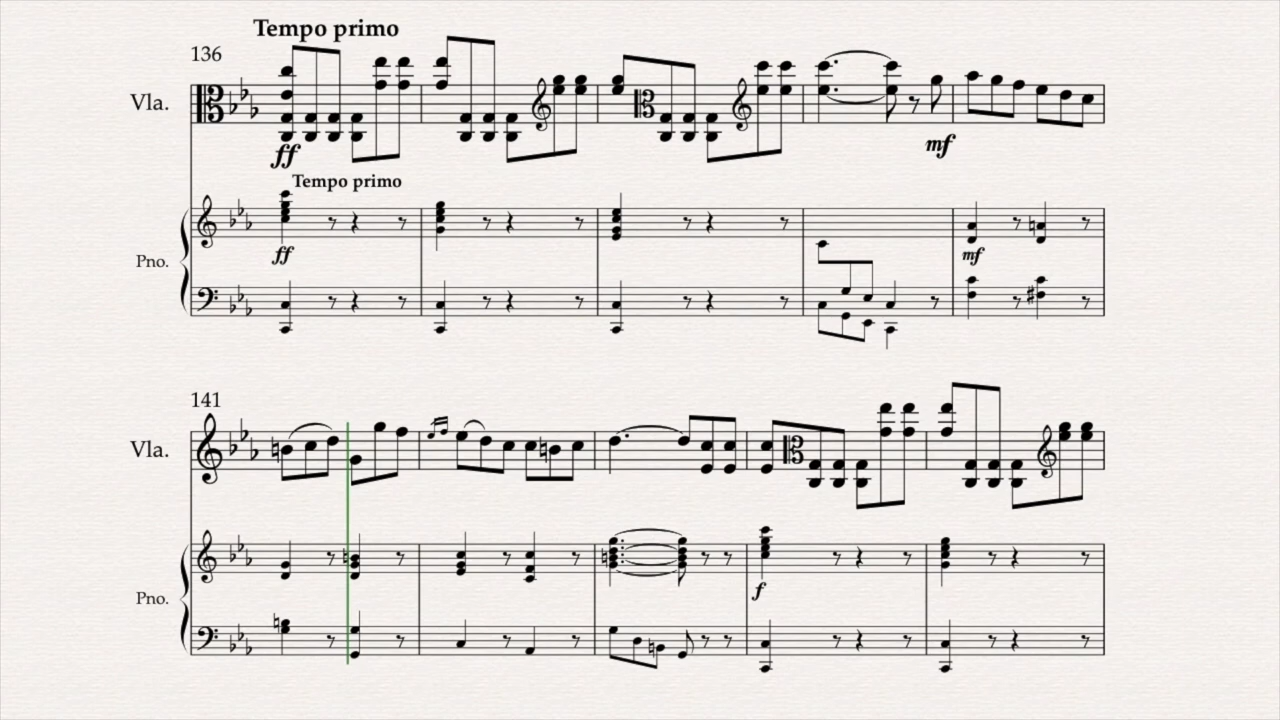 Tempo primo
136
Vla.
ff
mf
Tempo primo
Pno.
ff
mf
141
Vla.
Pno.
f